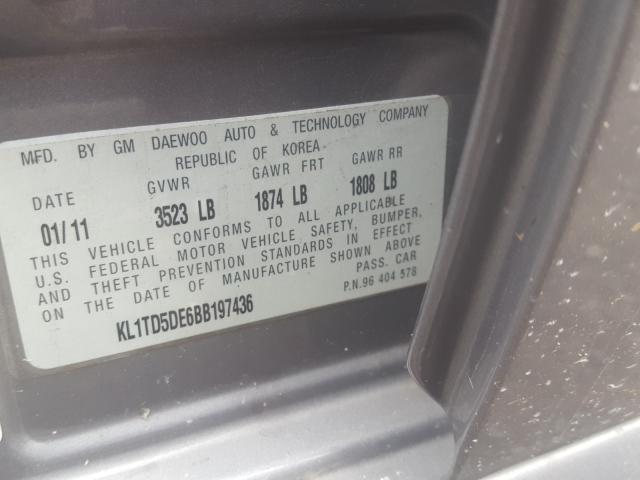 MFD. BY GM DAEWOO AUTO & TECHNOLOGY COMPANY
REPUBLIC OF KOREA
DATE GVWR GAWR FRT GAWR RR
01/11 3523 LB 1874 LB 1808 LB
THIS VEHICLE CONFORMS TO ALL APPLICABLE
U.S. FEDERAL MOTOR VEHICLE SAFETY, BUMPER,
AND THEFT PREVENTION STANDARDS IN EFFECT
ON THE DATE OF MANUFACTURE SHOWN ABOVE
PASS. CAR
KL1TD5DE6BB197436
P.N.96 404 578